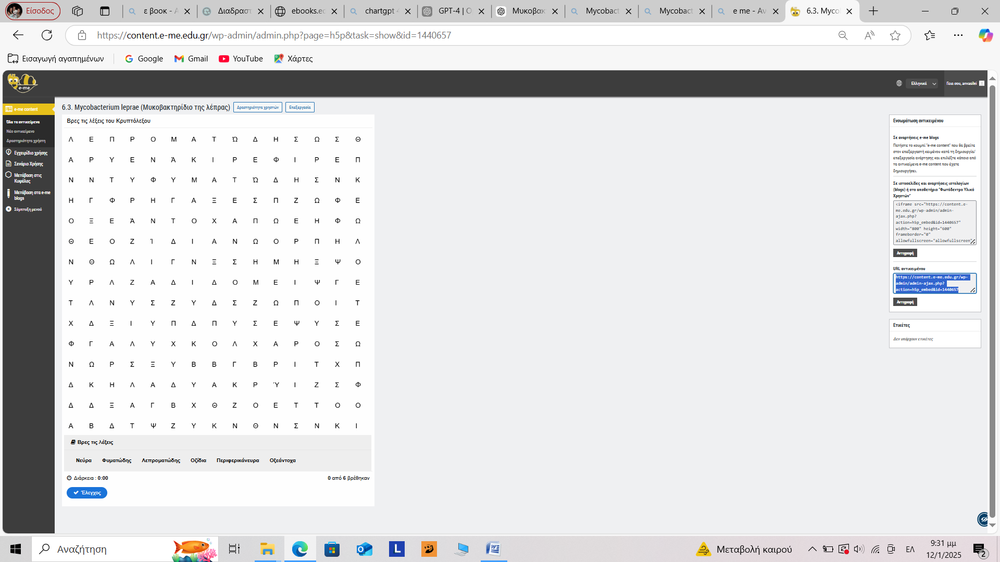 Είσοδος
ε βοοκ - Α
Διαδραστ
ebooks.ec
chartgpt 4
GPT-4 | O
Μυκοβακ
Mycobact
Mycobact
e me - Αν
6.3. Myco
https://content.e-me.edu.gr/wp-admin/admin.php?page=h5p&task=show&id=1440657
Εισαγωγή αγαπημένων
Google
Gmail
YouTube
Χάρτες
e-me
Ελληνικά
Γεια σου, anvasilei
e-me content
Όλα τα αντικείμενα
Νέο αντικείμενο
Δραστηριότητα χρήστη
Εγχειρίδιο χρήσης
Σενάριο Χρήσης
Μετάβαση στις
Κυψέλες
Μετάβαση στα e-me
blogs
Σύμπτυξη μενού
6.3. Mycobacterium leprae (Μυκοβακτηρίδιο της λέπρας)
Δραστηριότητα χρηστών
Επεξεργασία
Βρες τις λέξεις του Κρυπτόλεξου
Λ Ε Π Ρ Ο Μ Α Τ Ώ Δ Η Σ Ω Σ Θ
Α Ρ Υ Ε Ν Ά Κ Ι Ρ Ε Φ Ι Ρ Ε Π
Ν Ν Τ Υ Φ Υ Μ Α Τ Ώ Δ Η Σ Ν Κ
Η Γ Φ Ρ Η Γ Α Ξ Ε Σ Π Ζ Ω Φ Ε
Ο Ξ Ε Ά Ν Τ Ο Χ Α Π Ω Ε Η Φ Ω
Θ Ε Ο Ζ Ί Δ Ι Α Ν Ω Ο Ρ Π Η Λ
Ν Θ Ω Λ Ι Γ Ν Ξ Σ Η Μ Η Ξ Ψ Ο
Υ Ρ Λ Ζ Α Δ Ι Δ Ο Μ Ε Ι Ψ Γ Ε
Τ Λ Ν Υ Σ Ζ Υ Δ Σ Ζ Ω Π Ο Ι Τ
Χ Δ Ξ Ι Υ Π Δ Π Υ Σ Ε Ψ Υ Σ Ε
Φ Γ Α Λ Υ Χ Κ Ο Λ Χ Α Ρ Ο Σ Ω
Ν Ω Ρ Σ Ξ Υ Β Β Γ Β Ρ Ι Τ Χ Π
Δ Κ Η Λ Α Δ Υ Α Κ Ρ Ύ Ι Ζ Σ Φ
Δ Δ Ξ Α Γ Β Χ Θ Ζ Ο Ε Τ Τ Ο Ο
Α Β Δ Τ Ψ Ζ Υ Κ Ν Θ Ν Σ Ν Κ Ι
Βρες τις λέξεις
Νεύρα Φυματώδης Λεπροματώδης Οζίδια Περιφερικάνευρα Οξεάντοχα
Διάρκεια : 0:00
0 από 6 βρέθηκαν
Έλεγχος
Ενσωμάτωση αντικειμένου
Σε αναρτήσεις e-me blogs
Πατήστε το κουμπί "e-me content" που θα βρείτε
στον επεξεργαστή κειμένου κατά τη δημιουργία/
επεξεργασία ανάρτησης και επιλέξτε κάποιο από
τα αντικείμενα e-me content που έχετε
δημιουργήσει.
Σε ιστοσελίδες και αναρτήσεις ιστολογίων
(blogs) ή στο αποθετήριο "Φωτόδεντρο Υλικό
Χρηστών"
<iframe src="https://content.e-
me.edu.gr/wp-admin/admin-
ajax.php?
action=h5p_embed&id=1440657"
width="800" height="600"
frameborder="0"
allowfullscreen="allowfullscreen"
Αντιγραφή
URL αντικειμένου
https://content.e-me.edu.gr/wp-
admin/admin-ajax.php?
action=h5p_embed&id=1440657
Αντιγραφή
Ετικέτες
Δεν υπάρχουν ετικέτες
Αναζήτηση
Μεταβολή καιρού
ΕΛ
9:31 μμ
12/1/2025
2